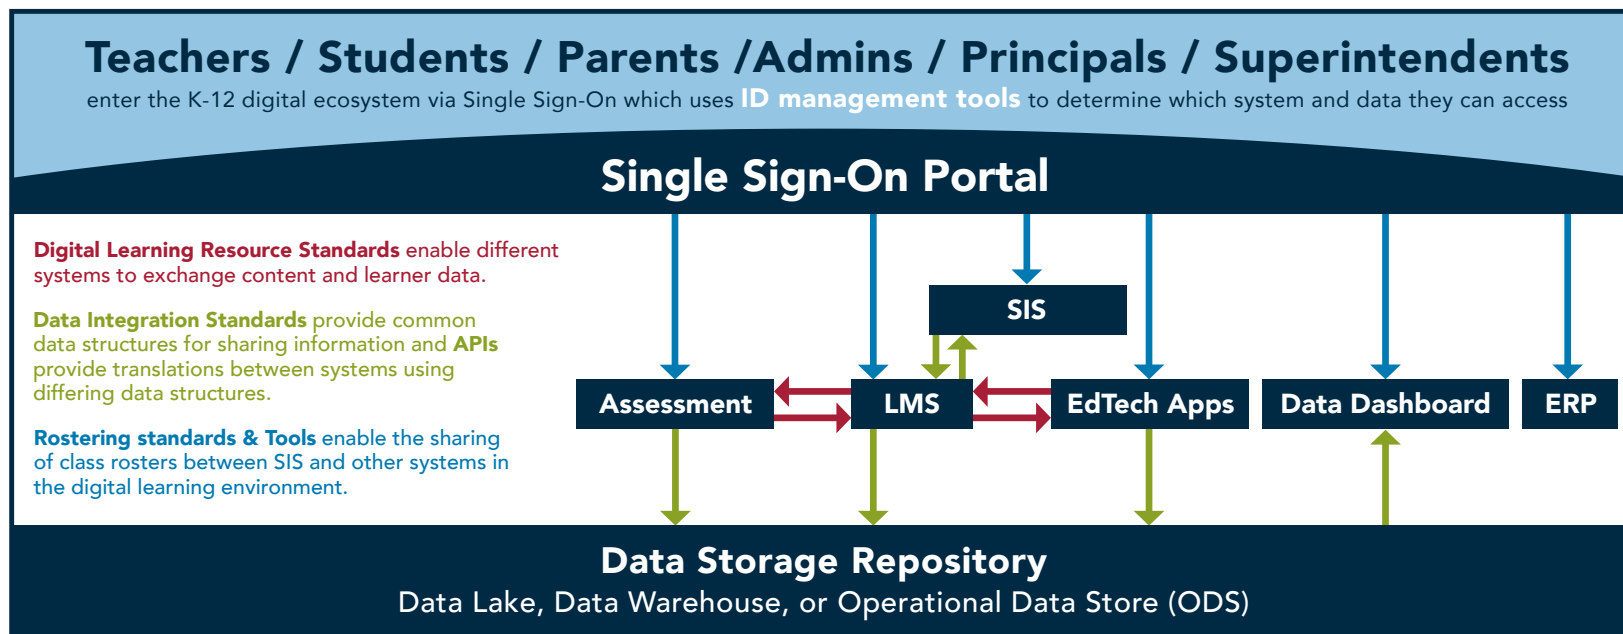 Teachers / Students / Parents /Admins / Principals / Superintendents
enter the K-12 digital ecosystem via Single Sign-On which uses ID management tools to determine which system and data they can access
Single Sign-On Portal
Digital Learning Resource Standards enable different
systems to exchange content and learner data.
Data Integration Standards provide common
data structures for sharing information and APIs
provide translations between systems using
differing data structures.
Rostering standards & Tools enable the sharing
of class rosters between SIS and other systems in
the digital learning environment.
SIS
Assessment
LMS
EdTech Apps
Data Dashboard
ERP
Data Storage Repository
Data Lake, Data Warehouse, or Operational Data Store (ODS)